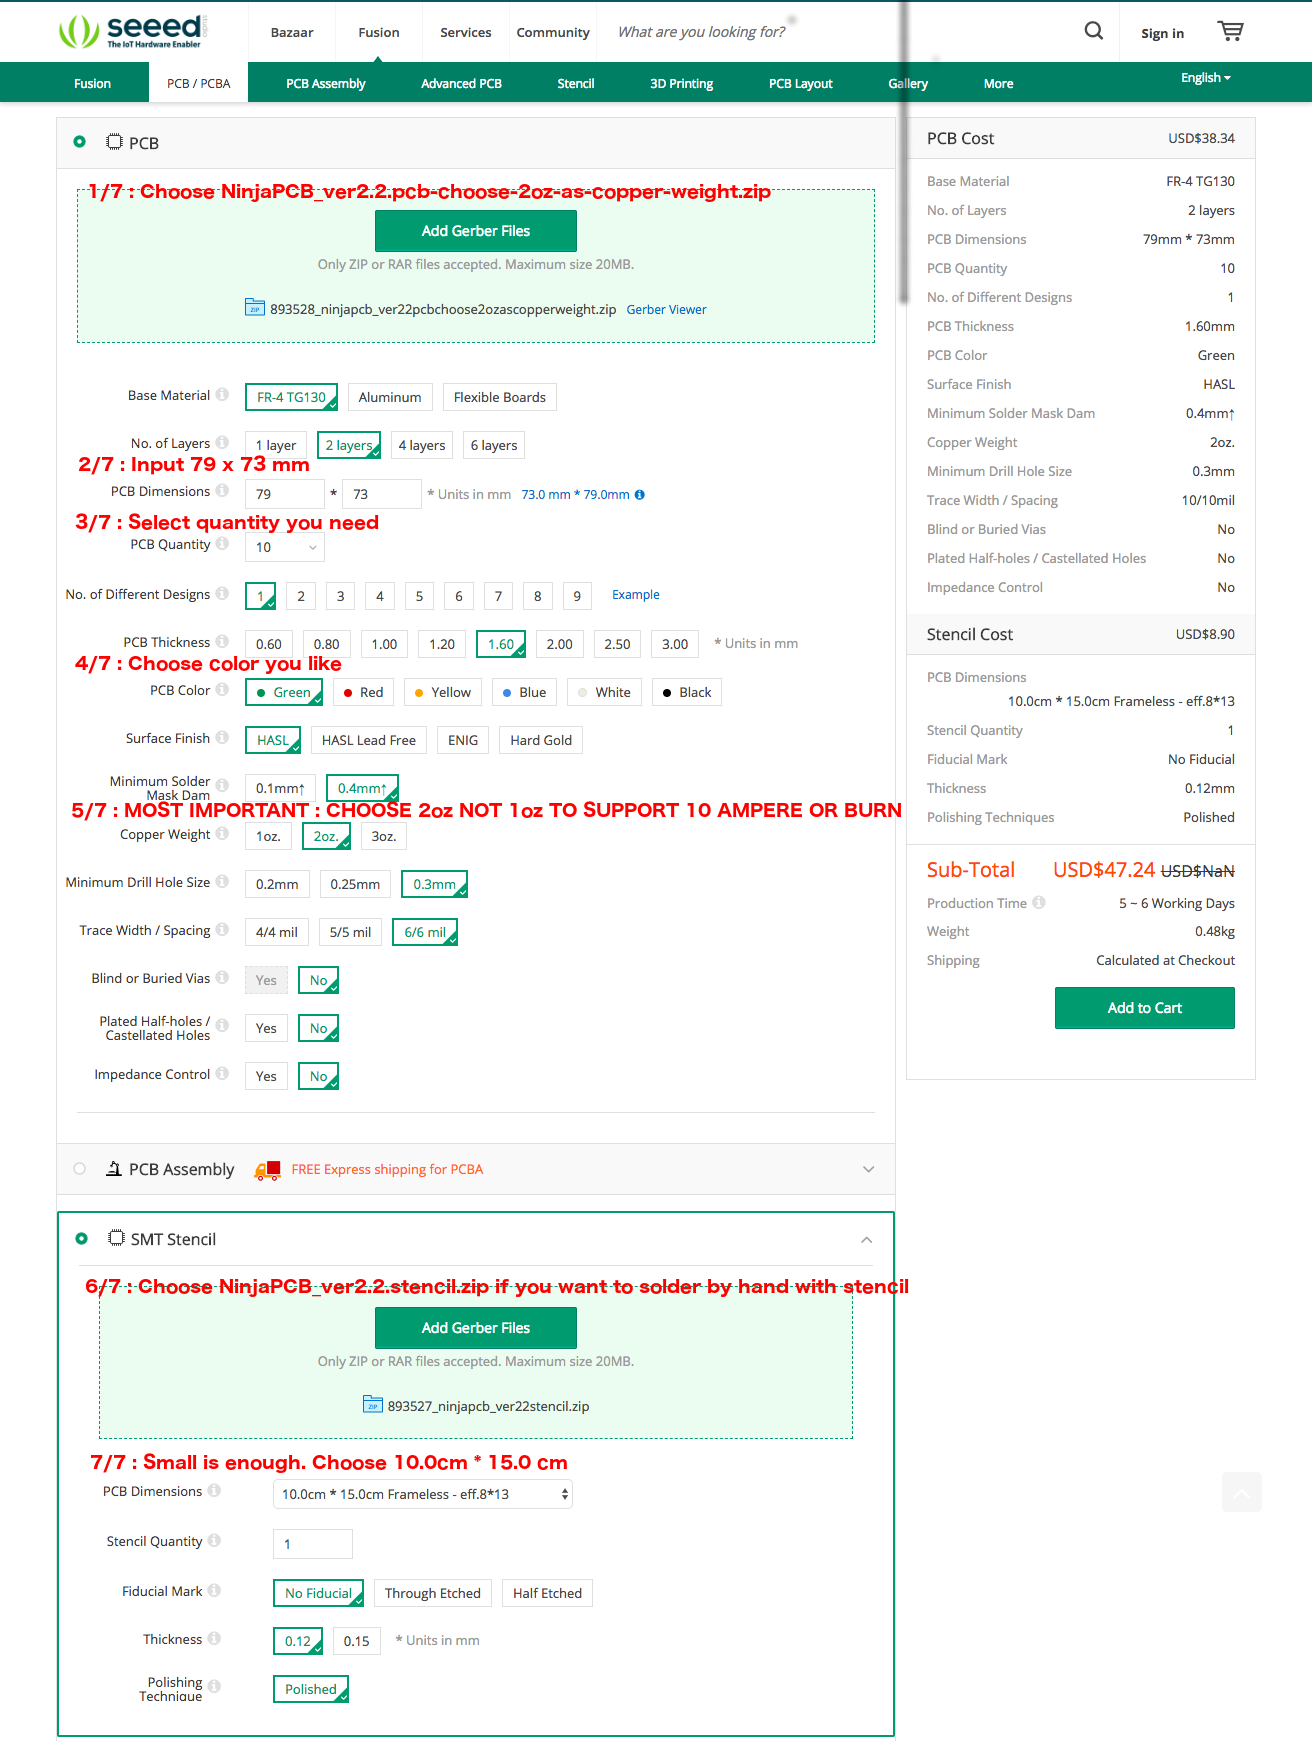 seeed STUDIO
The IoT Hardware Enabler
Bazaar
Fusion
Services
Community
What are you looking for?
Sign in
Fusion
PCB / PCBA
PCB Assembly
Advanced PCB
Stencil
3D Printing
PCB Layout
Gallery
More
English
PCB
1/7 : Choose NinjaPCB_ver2.2.pcb-choose-2oz-as-copper-weight.zip
Add Gerber Files
Only ZIP or RAR files accepted. Maximum size 20MB.
ZIP 893528_ninjapcb_ver22pcbchoose2ozascopperweight.zip Gerber Viewer
Base Material FR-4 TG130 Aluminum Flexible Boards
No. of Layers 1 layer 2 layers 4 layers 6 layers
2/7 : Input 79 x 73 mm
PCB Dimensions 79 * 73 * Units in mm 73.0 mm * 79.0mm
3/7 : Select quantity you need
PCB Quantity 10
No. of Different Designs 1 2 3 4 5 6 7 8 9 Example
PCB Thickness 0.60 0.80 1.00 1.20 1.60 2.00 2.50 3.00 * Units in mm
4/7 : Choose color you like
PCB Color Green Red Yellow Blue White Black
Surface Finish HASL HASL Lead Free ENIG Hard Gold
Minimum Solder
Mask Dam 0.1mm↑ 0.4mm↑
5/7 : MOST IMPORTANT : CHOOSE 2oz NOT 1oz TO SUPPORT 10 AMPERE OR BURN
Copper Weight 1oz. 2oz. 3oz.
Minimum Drill Hole Size 0.2mm 0.25mm 0.3mm
Trace Width / Spacing 4/4 mil 5/5 mil 6/6 mil
Blind or Buried Vias Yes No
Plated Half-holes /
Castellated Holes Yes No
Impedance Control Yes No
PCB Assembly FREE Express shipping for PCBA
SMT Stencil
6/7 : Choose NinjaPCB_ver2.2.stencil.zip if you want to solder by hand with stencil
Add Gerber Files
Only ZIP or RAR files accepted. Maximum size 20MB.
ZIP 893527_ninjapcb_ver22stencil.zip
7/7 : Small is enough. Choose 10.0cm * 15.0 cm
PCB Dimensions 10.0cm * 15.0cm Frameless - eff.8*13
Stencil Quantity 1
Fiducial Mark No Fiducial Through Etched Half Etched
Thickness 0.12 0.15 * Units in mm
Polishing
Technique Polished
PCB Cost USD$38.34
Base Material FR-4 TG130
No. of Layers 2 layers
PCB Dimensions 79mm * 73mm
PCB Quantity 10
No. of Different Designs 1
PCB Thickness 1.60mm
PCB Color Green
Surface Finish HASL
Minimum Solder Mask Dam 0.4mm↑
Copper Weight 2oz.
Minimum Drill Hole Size 0.3mm
Trace Width / Spacing 10/10mil
Blind or Buried Vias No
Plated Half-holes / Castellated Holes No
Impedance Control No
Stencil Cost USD$8.90
PCB Dimensions
10.0cm * 15.0cm Frameless - eff.8*13
Stencil Quantity 1
Fiducial Mark No Fiducial
Thickness 0.12mm
Polishing Techniques Polished
Sub-Total USD$47.24 USD$NaN
Production Time 5 ~ 6 Working Days
Weight 0.48kg
Shipping Calculated at Checkout
Add to Cart